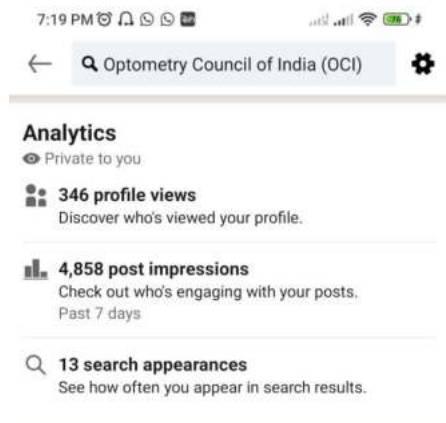 7:19 PM
Optometry Council of India (OCI)
Analytics
Private to you
346 profile views
Discover who's viewed your profile.
4,858 post impressions
Check out who's engaging with your posts.
Past 7 days
13 search appearances
See how often you appear in search results.